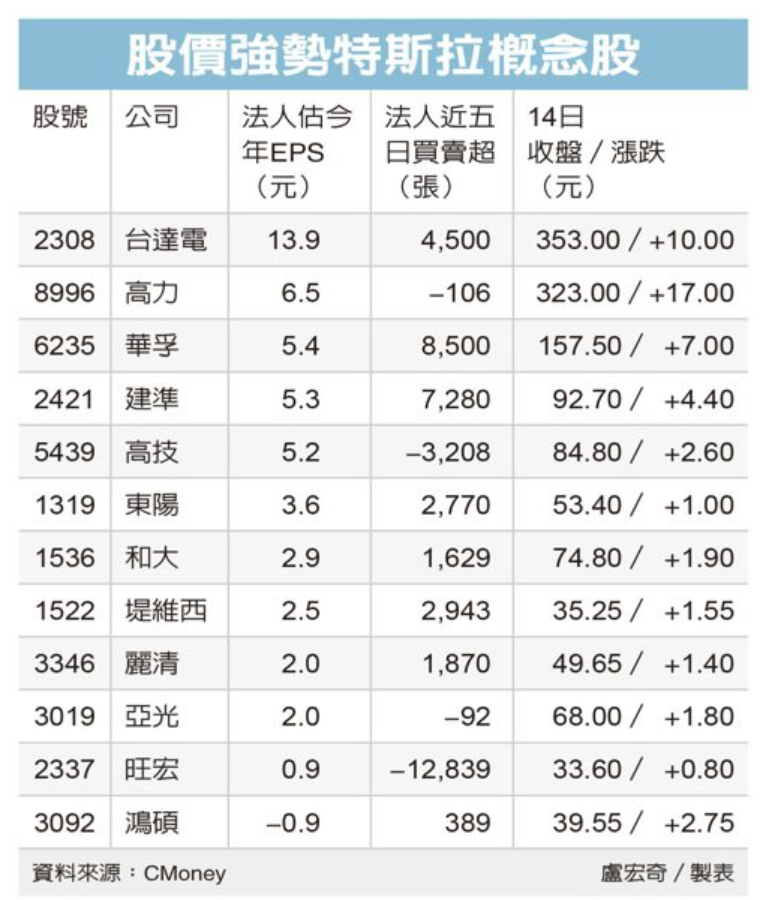 股價強勢特斯拉概念股
股號 公司 法人估今 法人近五 14日
年EPS 日買賣超 收盤/漲跌
(元) (張) (元)
2308 台達電 13.9 4,500 353.00 / +10.00
8996 高力 6.5 –106 323.00 / +17.00
6235 華孚 5.4 8,500 157.50 / +7.00
2421 建準 5.3 7,280 92.70 / +4.40
5439 高技 5.2 –3,208 84.80 / +2.60
1319 東陽 3.6 2,770 53.40 / +1.00
1536 和大 2.9 1,629 74.80 / +1.90
1522 堤維西 2.5 2,943 35.25 / +1.55
3346 麗清 2.0 1,870 49.65 / +1.40
3019 亞光 2.0 –92 68.00 / +1.80
2337 旺宏 0.9 –12,839 33.60 / +0.80
3092 鴻碩 –0.9 389 39.55 / +2.75
資料來源：CMoney 盧宏奇/製表